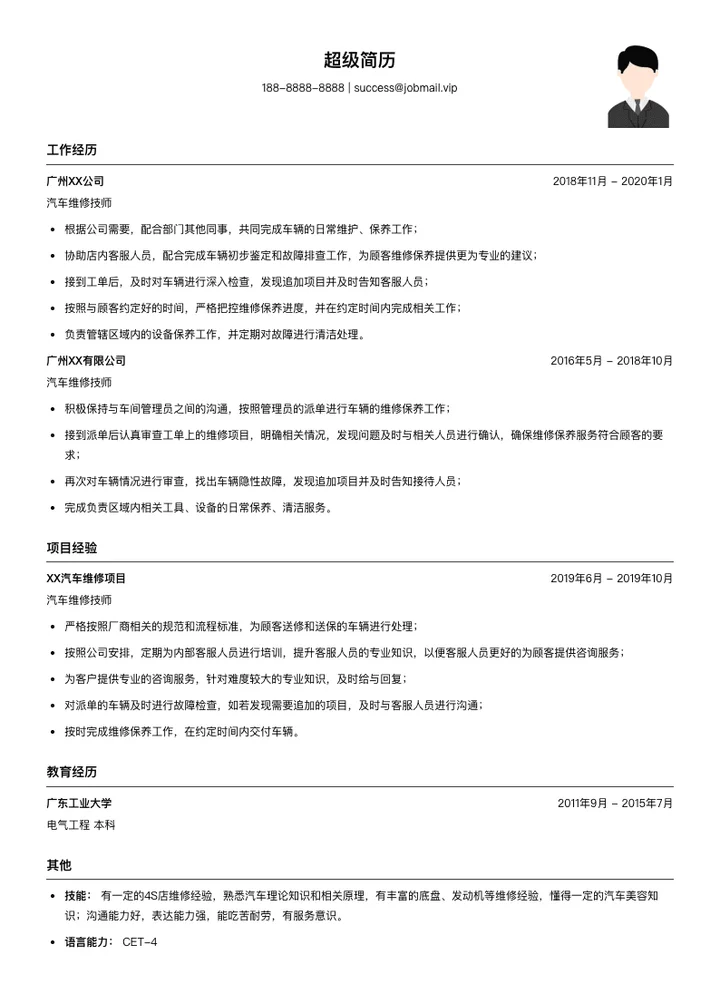 超级简历
188-8888-8888 | success@jobmail.vip
工作经历
广州XX公司 2018年11月 – 2020年1月
汽车维修技师
• 根据公司需要，配合部门其他同事，共同完成车辆的日常维护、保养工作；
• 协助店内客服人员，配合完成车辆初步鉴定和故障排查工作，为顾客维修保养提供更为专业的建议；
• 接到工单后，及时对车辆进行深入检查，发现追加项目并及时告知客服人员；
• 按照与顾客约定好的时间，严格把控维修保养进度，并在约定时间内完成相关工作；
• 负责管辖区域内的设备保养工作，并定期对故障进行清洁处理。
广州XX有限公司 2016年5月 – 2018年10月
汽车维修技师
• 积极保持与车间管理员之间的沟通，按照管理员的派单进行车辆的维修保养工作；
• 接到派单后认真审查工单上的维修项目，明确相关情况，发现问题及时与相关人员进行确认，确保维修保养服务符合顾客的要
求；
• 再次对车辆情况进行审查，找出车辆隐性故障，发现追加项目并及时告知接待人员；
• 完成负责区域内相关工具、设备的日常保养、清洁服务。
项目经验
XX汽车维修项目 2019年6月 – 2019年10月
汽车维修技师
• 严格按照厂商相关的规范和流程标准，为顾客送修和送保的车辆进行处理；
• 按照公司安排，定期为内部客服人员进行培训，提升客服人员的专业知识，以便客服人员更好的为顾客提供咨询服务；
• 为客户提供专业的咨询服务，针对难度较大的专业知识，及时给与回复；
• 对派单的车辆及时进行故障检查，如若发现需要追加的项目，及时与客服人员进行沟通；
• 按时完成维修保养工作，在约定时间内交付车辆。
教育经历
广东工业大学 2011年9月 – 2015年7月
电气工程 本科
其他
• 技能： 有一定的4S店维修经验，熟悉汽车理论知识和相关原理，有丰富的底盘、发动机等维修经验，懂得一定的汽车美容知
识；沟通能力好，表达能力强，能吃苦耐劳，有服务意识。
• 语言能力： CET-4